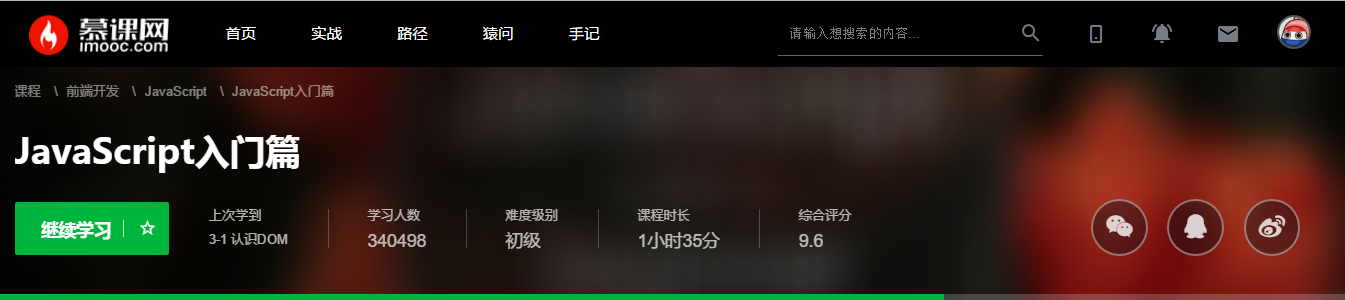 慕课网
imooc.com
首页 实战 路径 猿问 手记
请输入想搜索的内容...
课程 \ 前端开发 \ JavaScript \ JavaScript入门篇
JavaScript入门篇
继续学习
上次学到 学习人数 难度级别 课程时长 综合评分
3-1 认识DOM 340498 初级 1小时35分 9.6